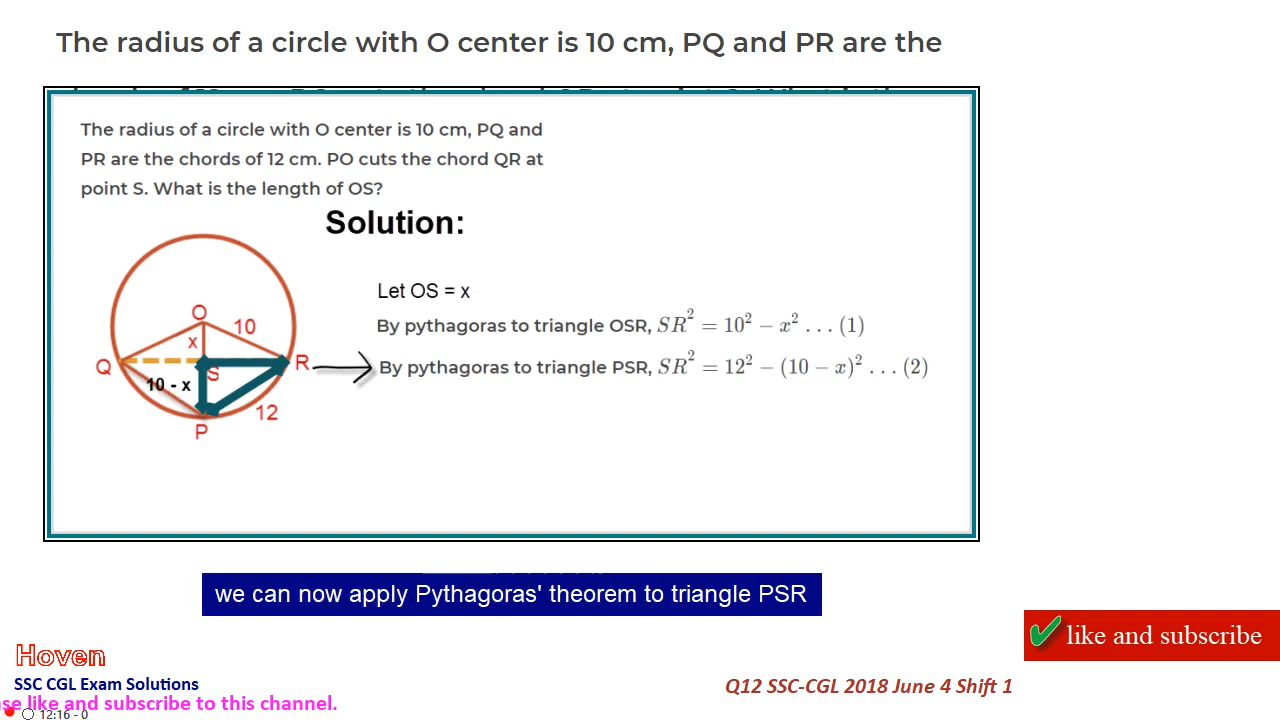 The radius of a circle with O center is 10 cm, PQ and PR are the
The radius of a circle with O center is 10 cm, PQ and
PR are the chords of 12 cm. PO cuts the chord QR at
point S. What is the length of OS?
Solution:
Let OS = x
By pythagoras to triangle OSR, SR² = 10² − x² . . . (1)
By pythagoras to triangle PSR, SR² = 12² − (10 − x)² . . . (2)
O
10
x
Q
S
R
10 - x
12
P
we can now apply Pythagoras' theorem to triangle PSR
like and subscribe
Hoven
SSC CGL Exam Solutions
Q12 SSC-CGL 2018 June 4 Shift 1
like and subscribe to this channel.
12:16 - 0